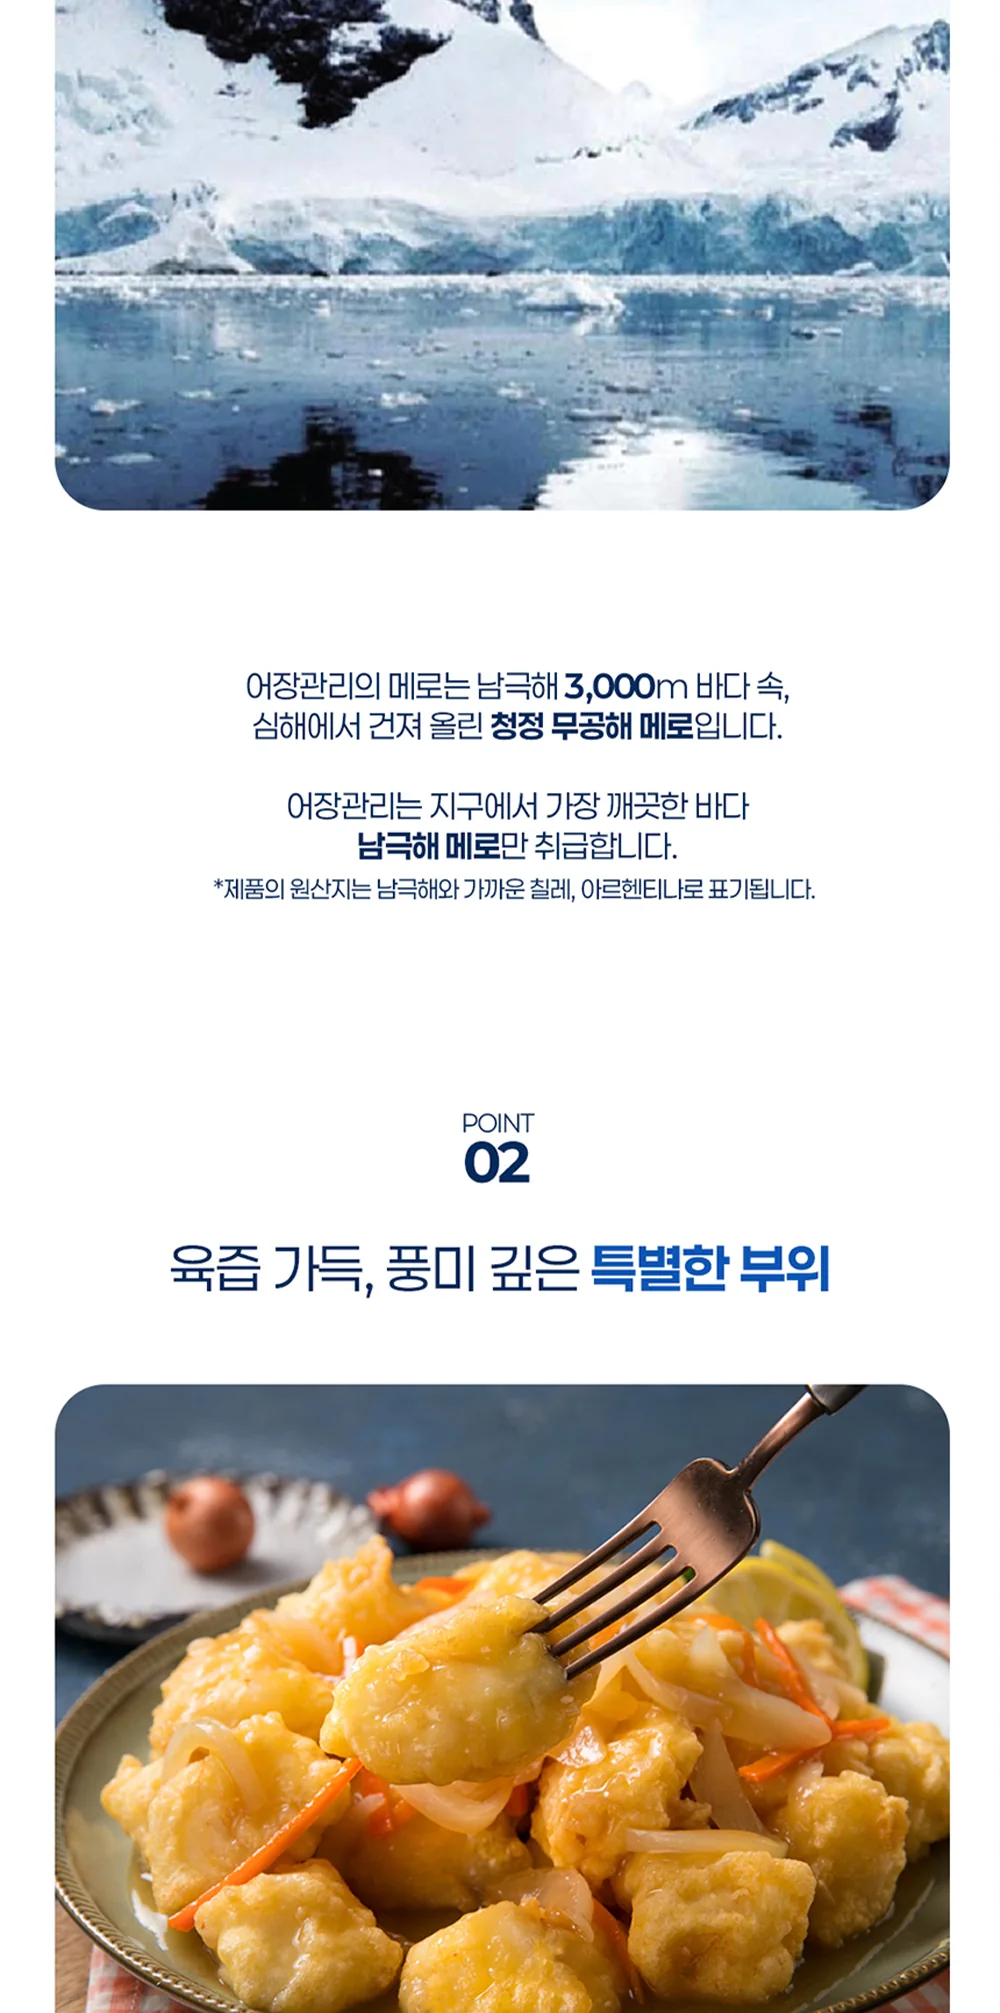 어장관리의 메로는 남극해 3,000m 바다 속,
심해에서 건져 올린 청정 무공해 메로입니다.
어장관리는 지구에서 가장 깨끗한 바다
남극해 메로만 취급합니다.
*제품의 원산지는 남극해와 가까운 칠레, 아르헨티나로 표기됩니다.
POINT
02
육즙 가득, 풍미 깊은 특별한 부위